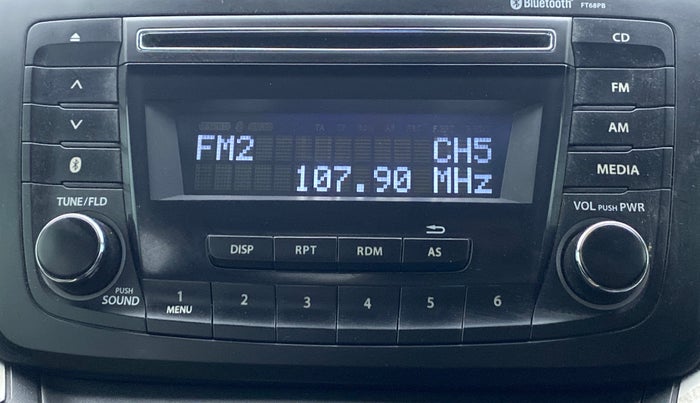 Bluetooth FT68PB
CD
FM
AM
MEDIA
FM2 CH5
107.90 MHz
TUNE/FLD
VOL PUSH PWR
DISP RPT RDM AS
PUSH SOUND
1 2 3 4 5 6
MENU